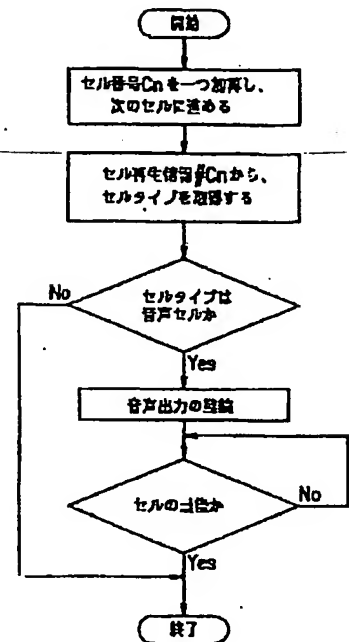 開始
セル番号Cnを一つ加算し、
次のセルに進める
セル再生情報#Cnから、
セルタイプを取得する
セルタイプは
音声セルか
No
Yes
音声出力の
セルの
No
Yes
終了